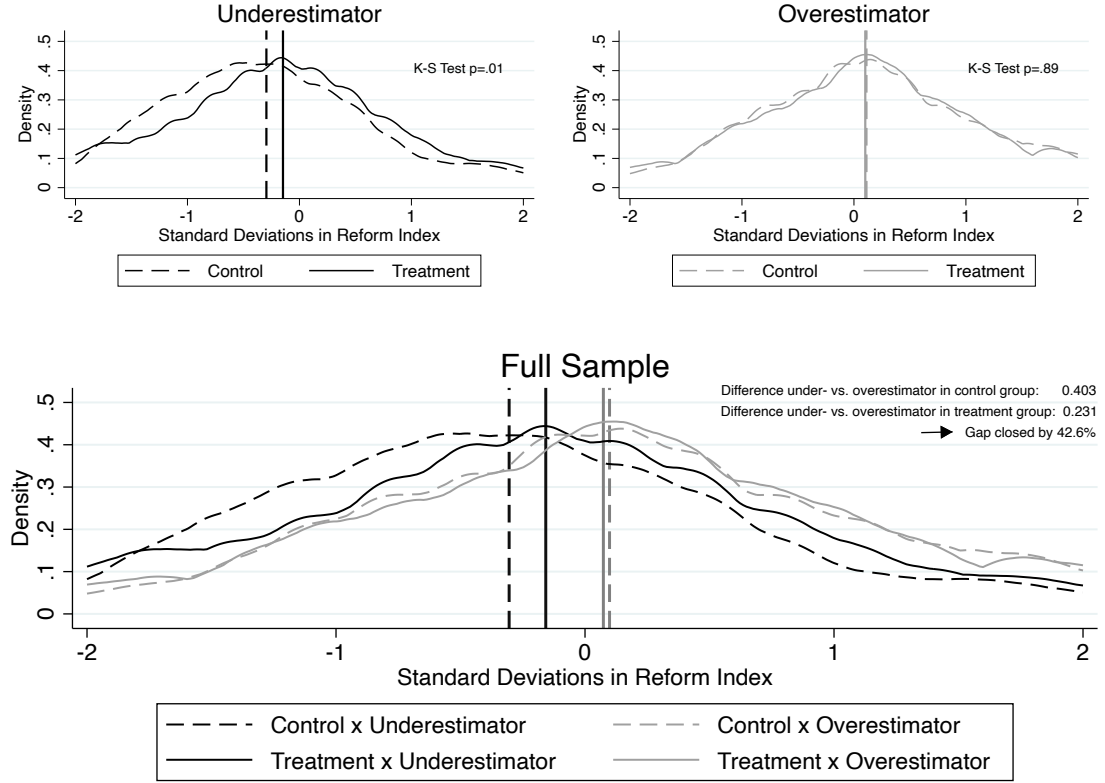 Underestimator
.5
.4
.3
.2
.1
0
Density
K-S Test p=.01
-2 -1 0 1 2
Standard Deviations in Reform Index
Control Treatment
Overestimator
.5
.4
.3
.2
.1
0
Density
K-S Test p=.89
-2 -1 0 1 2
Standard Deviations in Reform Index
Control Treatment
Full Sample
Difference under- vs. overestimator in control group: 0.403
Difference under- vs. overestimator in treatment group: 0.231
Gap closed by 42.6%
.5
.4
.3
.2
.1
0
Density
-2 -1 0 1 2
Standard Deviations in Reform Index
Control x Underestimator Control x Overestimator
Treatment x Underestimator Treatment x Overestimator